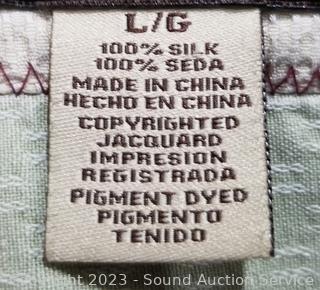 L/G
100% SILK
100% SEDA
MADE IN CHINA
HECHO EN CHINA
COPYRIGHTED
JACQUARD
IMPRESION
REGISTRADA
PIGMENT DYED
PIGMENTO
TENIDO
Copyright 2023 - Sound Auction Service